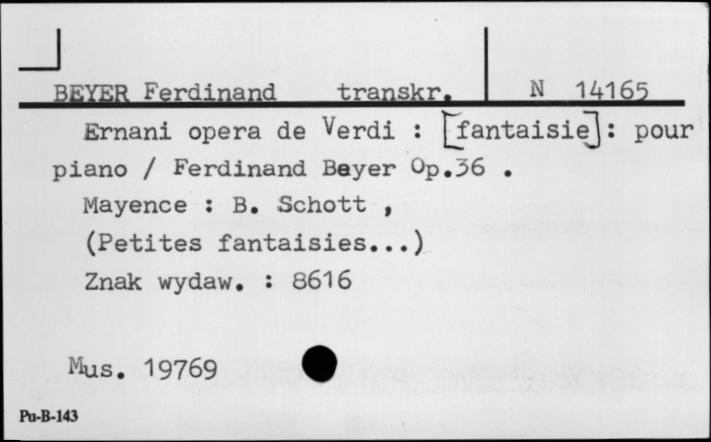 BEYER Ferdinand transkr. N 14165
Ernani opera de Verdi : [fantaisie]: pour
piano / Ferdinand Beyer Op.36 .
Mayence : B. Schott ,
(Petites fantaisies...)
Znak wydaw. : 8616
Mus. 19769
Pu-B-143